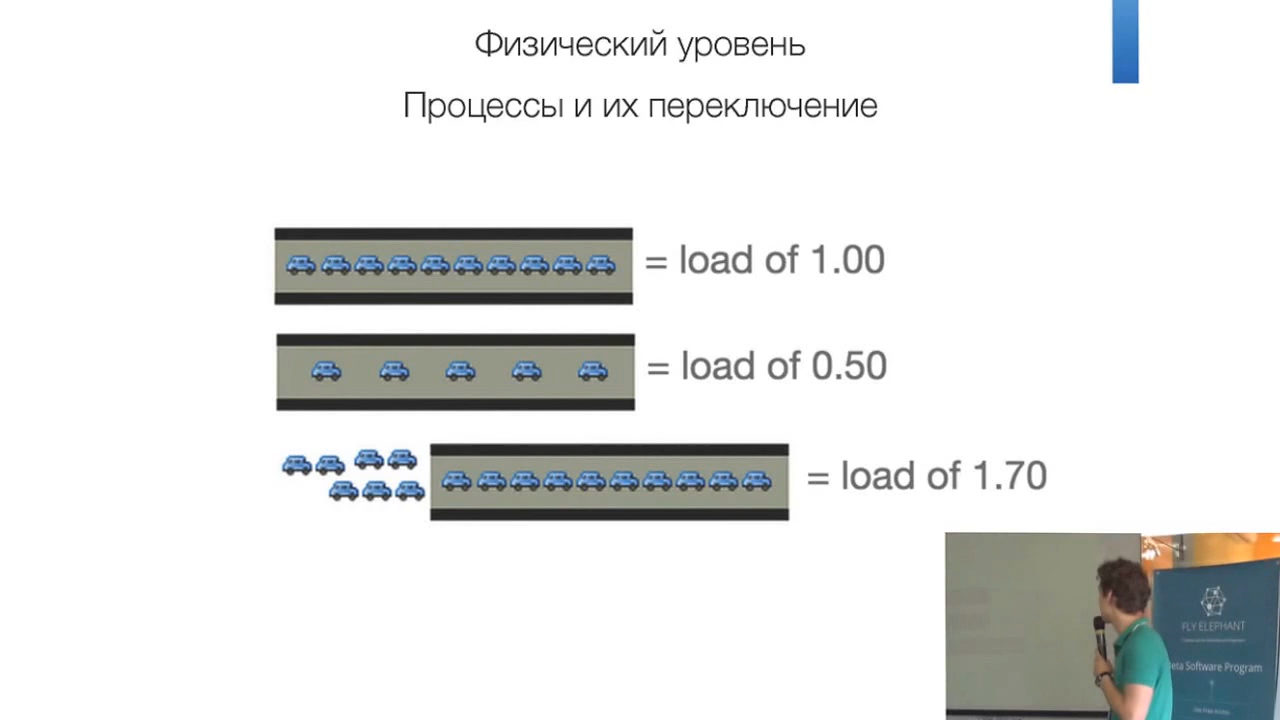 Физический уровень
Процессы и их переключение
= load of 1.00
= load of 0.50
= load of 1.70
FLY ELEPHANT
Beta Software Program